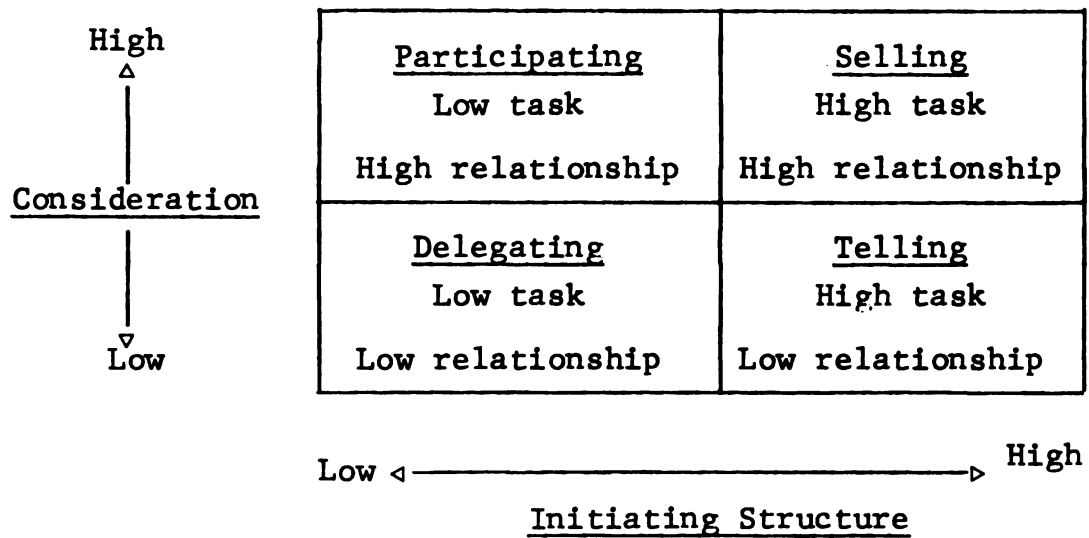 High
Consideration
Low
Participating
Low task
High relationship
Selling
High task
High relationship
Delegating
Low task
Low relationship
Telling
High task
Low relationship
Low
High
Initiating Structure